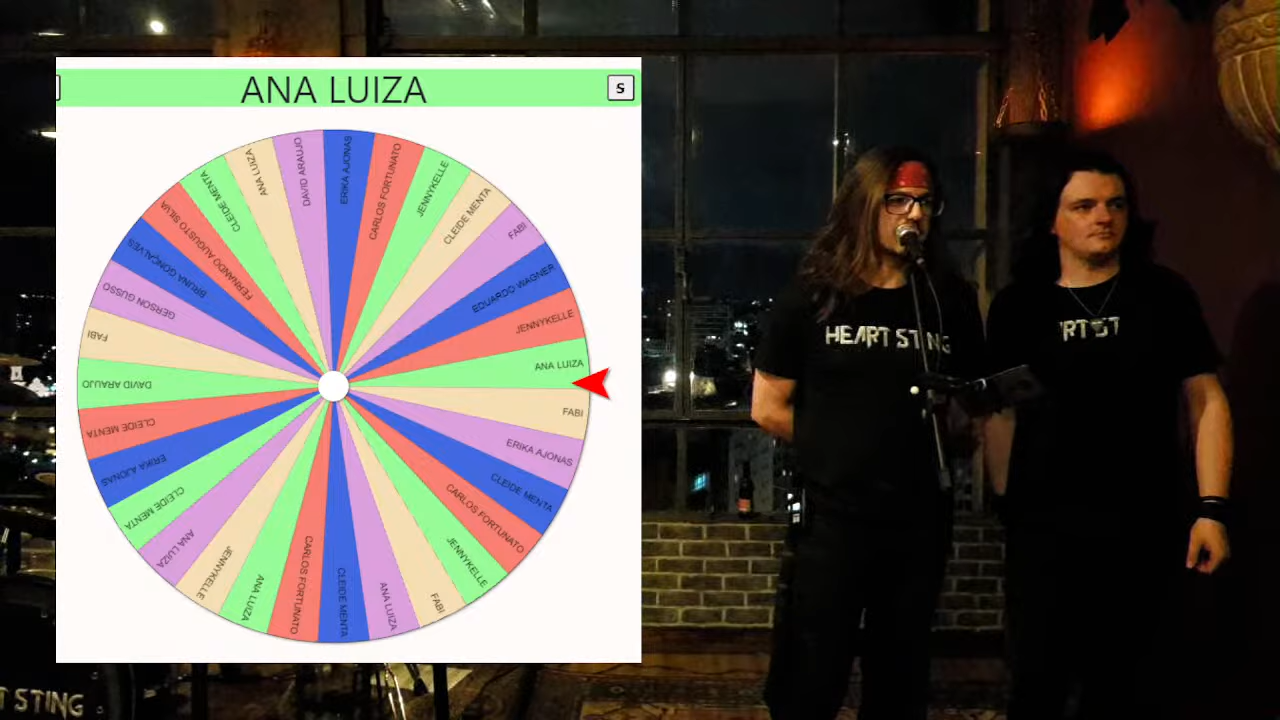 ANA LUIZA
S
ERIKA AJONAS
CARLOS FORTUNATO
JENNYKELLE
CLEIDE MENTA
FABI
EDUARDO WAGNER
JENNYKELLE
ANA LUIZA
FABI
ERIKA AJONAS
CLEIDE MENTA
CARLOS FORTUNATO
JENNYKELLE
FABI
ANA LUIZA
CLEIDE MENTA
CARLOS FORTUNATO
ANA LUIZA
JENNYKELLE
ANA LUIZA
CLEIDE MENTA
ERIKA AJONAS
CLEIDE MENTA
DAVID ARAUJO
FABI
GERSON GUSSO
BRUNA GONÇALVES
FERNANDO AUGUSTO SILVA
CLEIDE MENTA
ANA LUIZA
DAVID ARAUJO
HEART STING
T STING